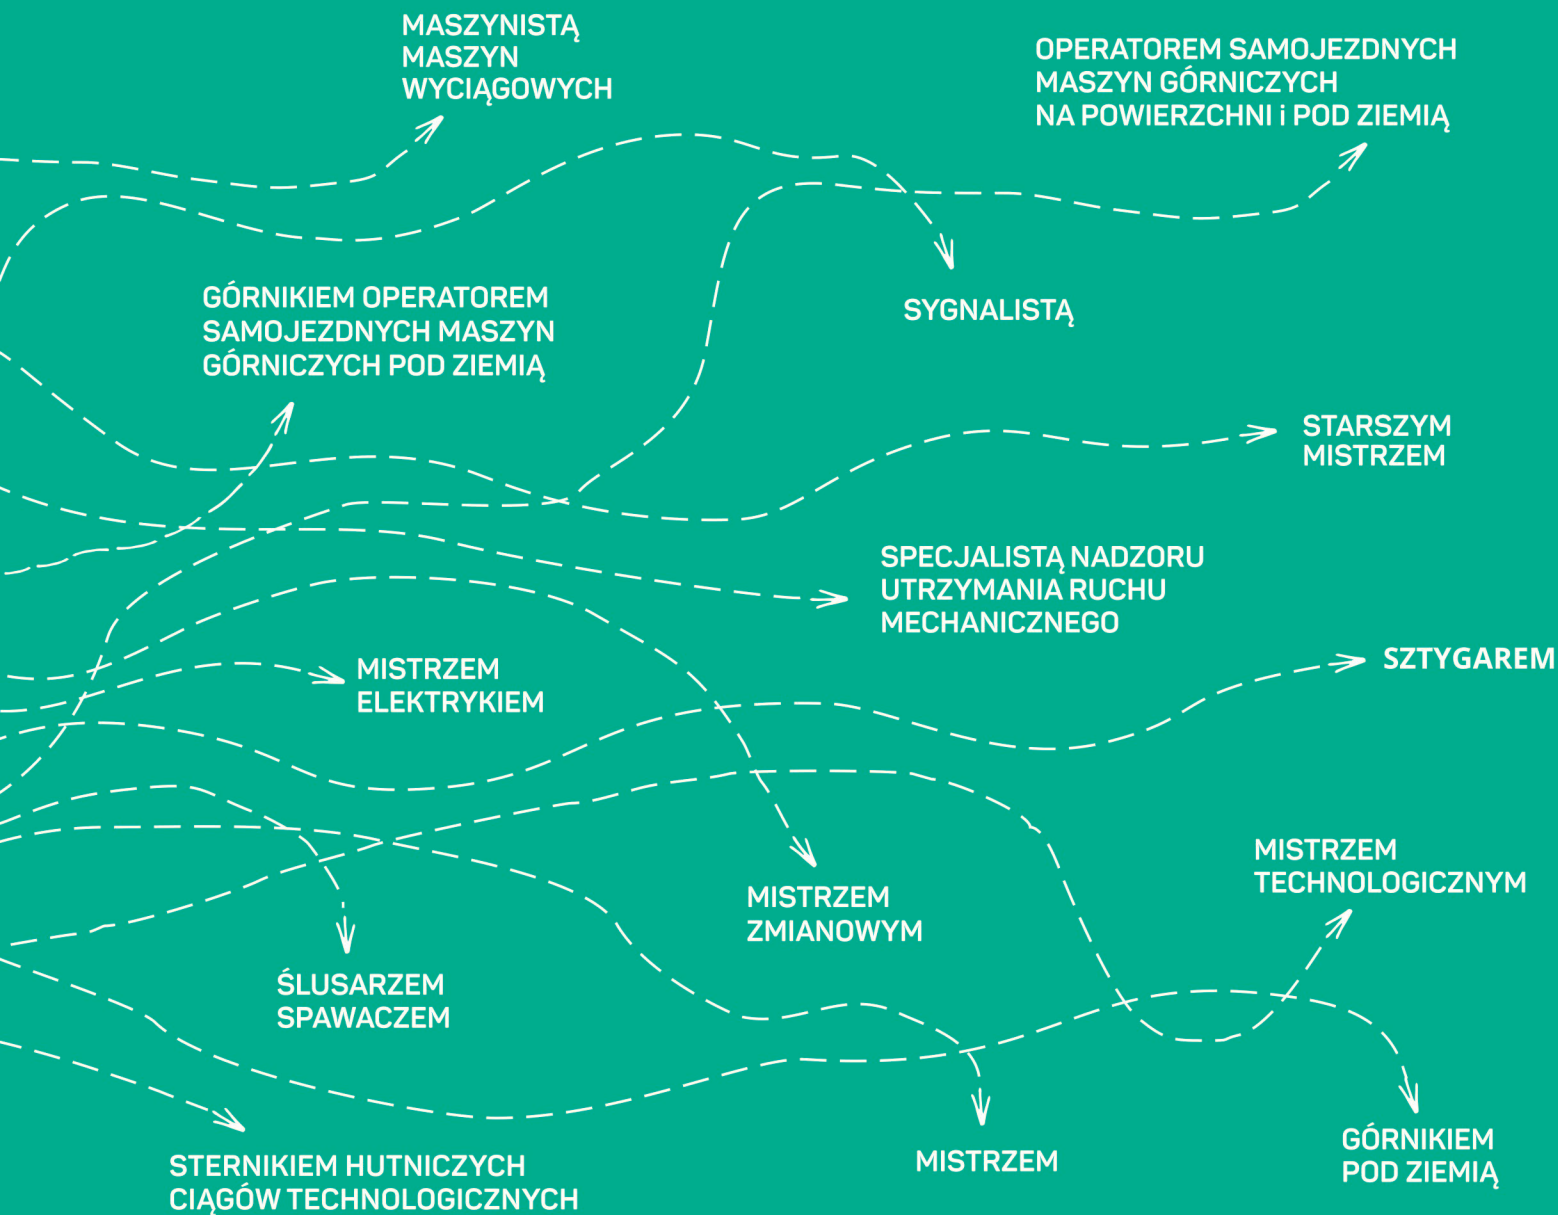 MASZYNISTĄ
MASZYN
WYCIĄGOWYCH
OPERATOREM SAMOJEZDNYCH
MASZYN GÓRNICZYCH
NA POWIERZCHNI i POD ZIEMIĄ
GÓRNIKIEM OPERATOREM
SAMOJEZDNYCH MASZYN
GÓRNICZYCH POD ZIEMIĄ
SYGNALISTĄ
STARSZYM
MISTRZEM
SPECJALISTĄ NADZORU
UTRZYMANIA RUCHU
MECHANICZNEGO
MISTRZEM
ELEKTRYKIEM
SZTYGAREM
MISTRZEM
ZMIANOWYM
MISTRZEM
TECHNOLOGICZNYM
ŚLUSARZEM
SPAWACZEM
STERNIKIEM HUTNICZYCH
CIĄGÓW TECHNOLOGICZNYCH
MISTRZEM
GÓRNIKIEM
POD ZIEMIĄ